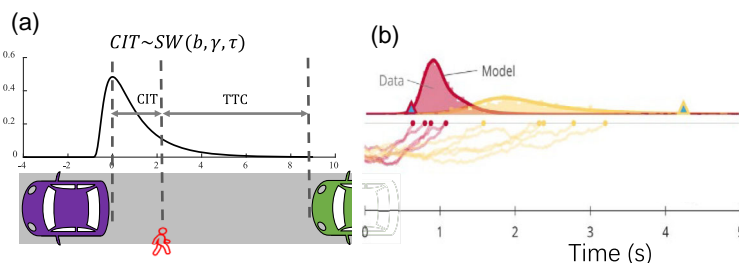 (a)
CIT~SW(b, γ, τ)
0.6
0.4
0.2
0
CIT
TTC
-4
-2
0
2
4
6
8
10
(b)
Data
Model
0
1
2
3
4
5
Time (s)